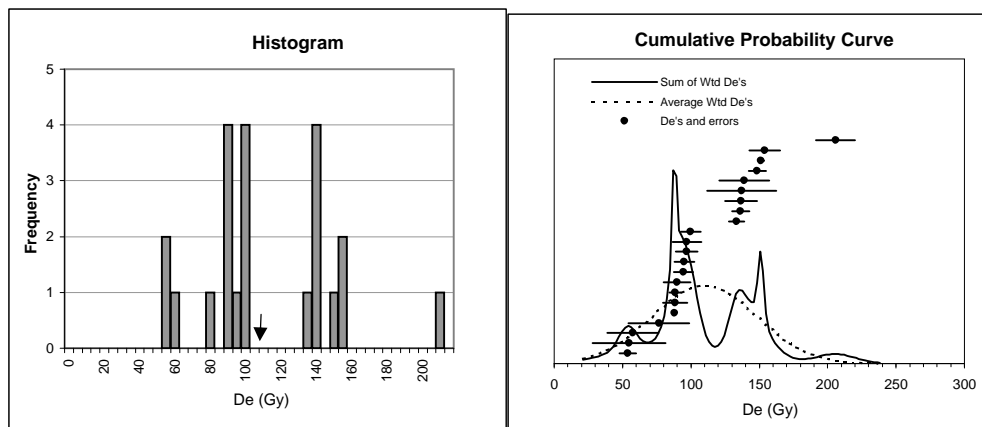 Histogram
5
4
3
2
1
0
Frequency
0
20
40
60
80
100
120
140
160
180
200
De (Gy)
Cumulative Probability Curve
Sum of Wtd De's
Average Wtd De's
De's and errors
0 50 100 150 200 250 300
De (Gy)